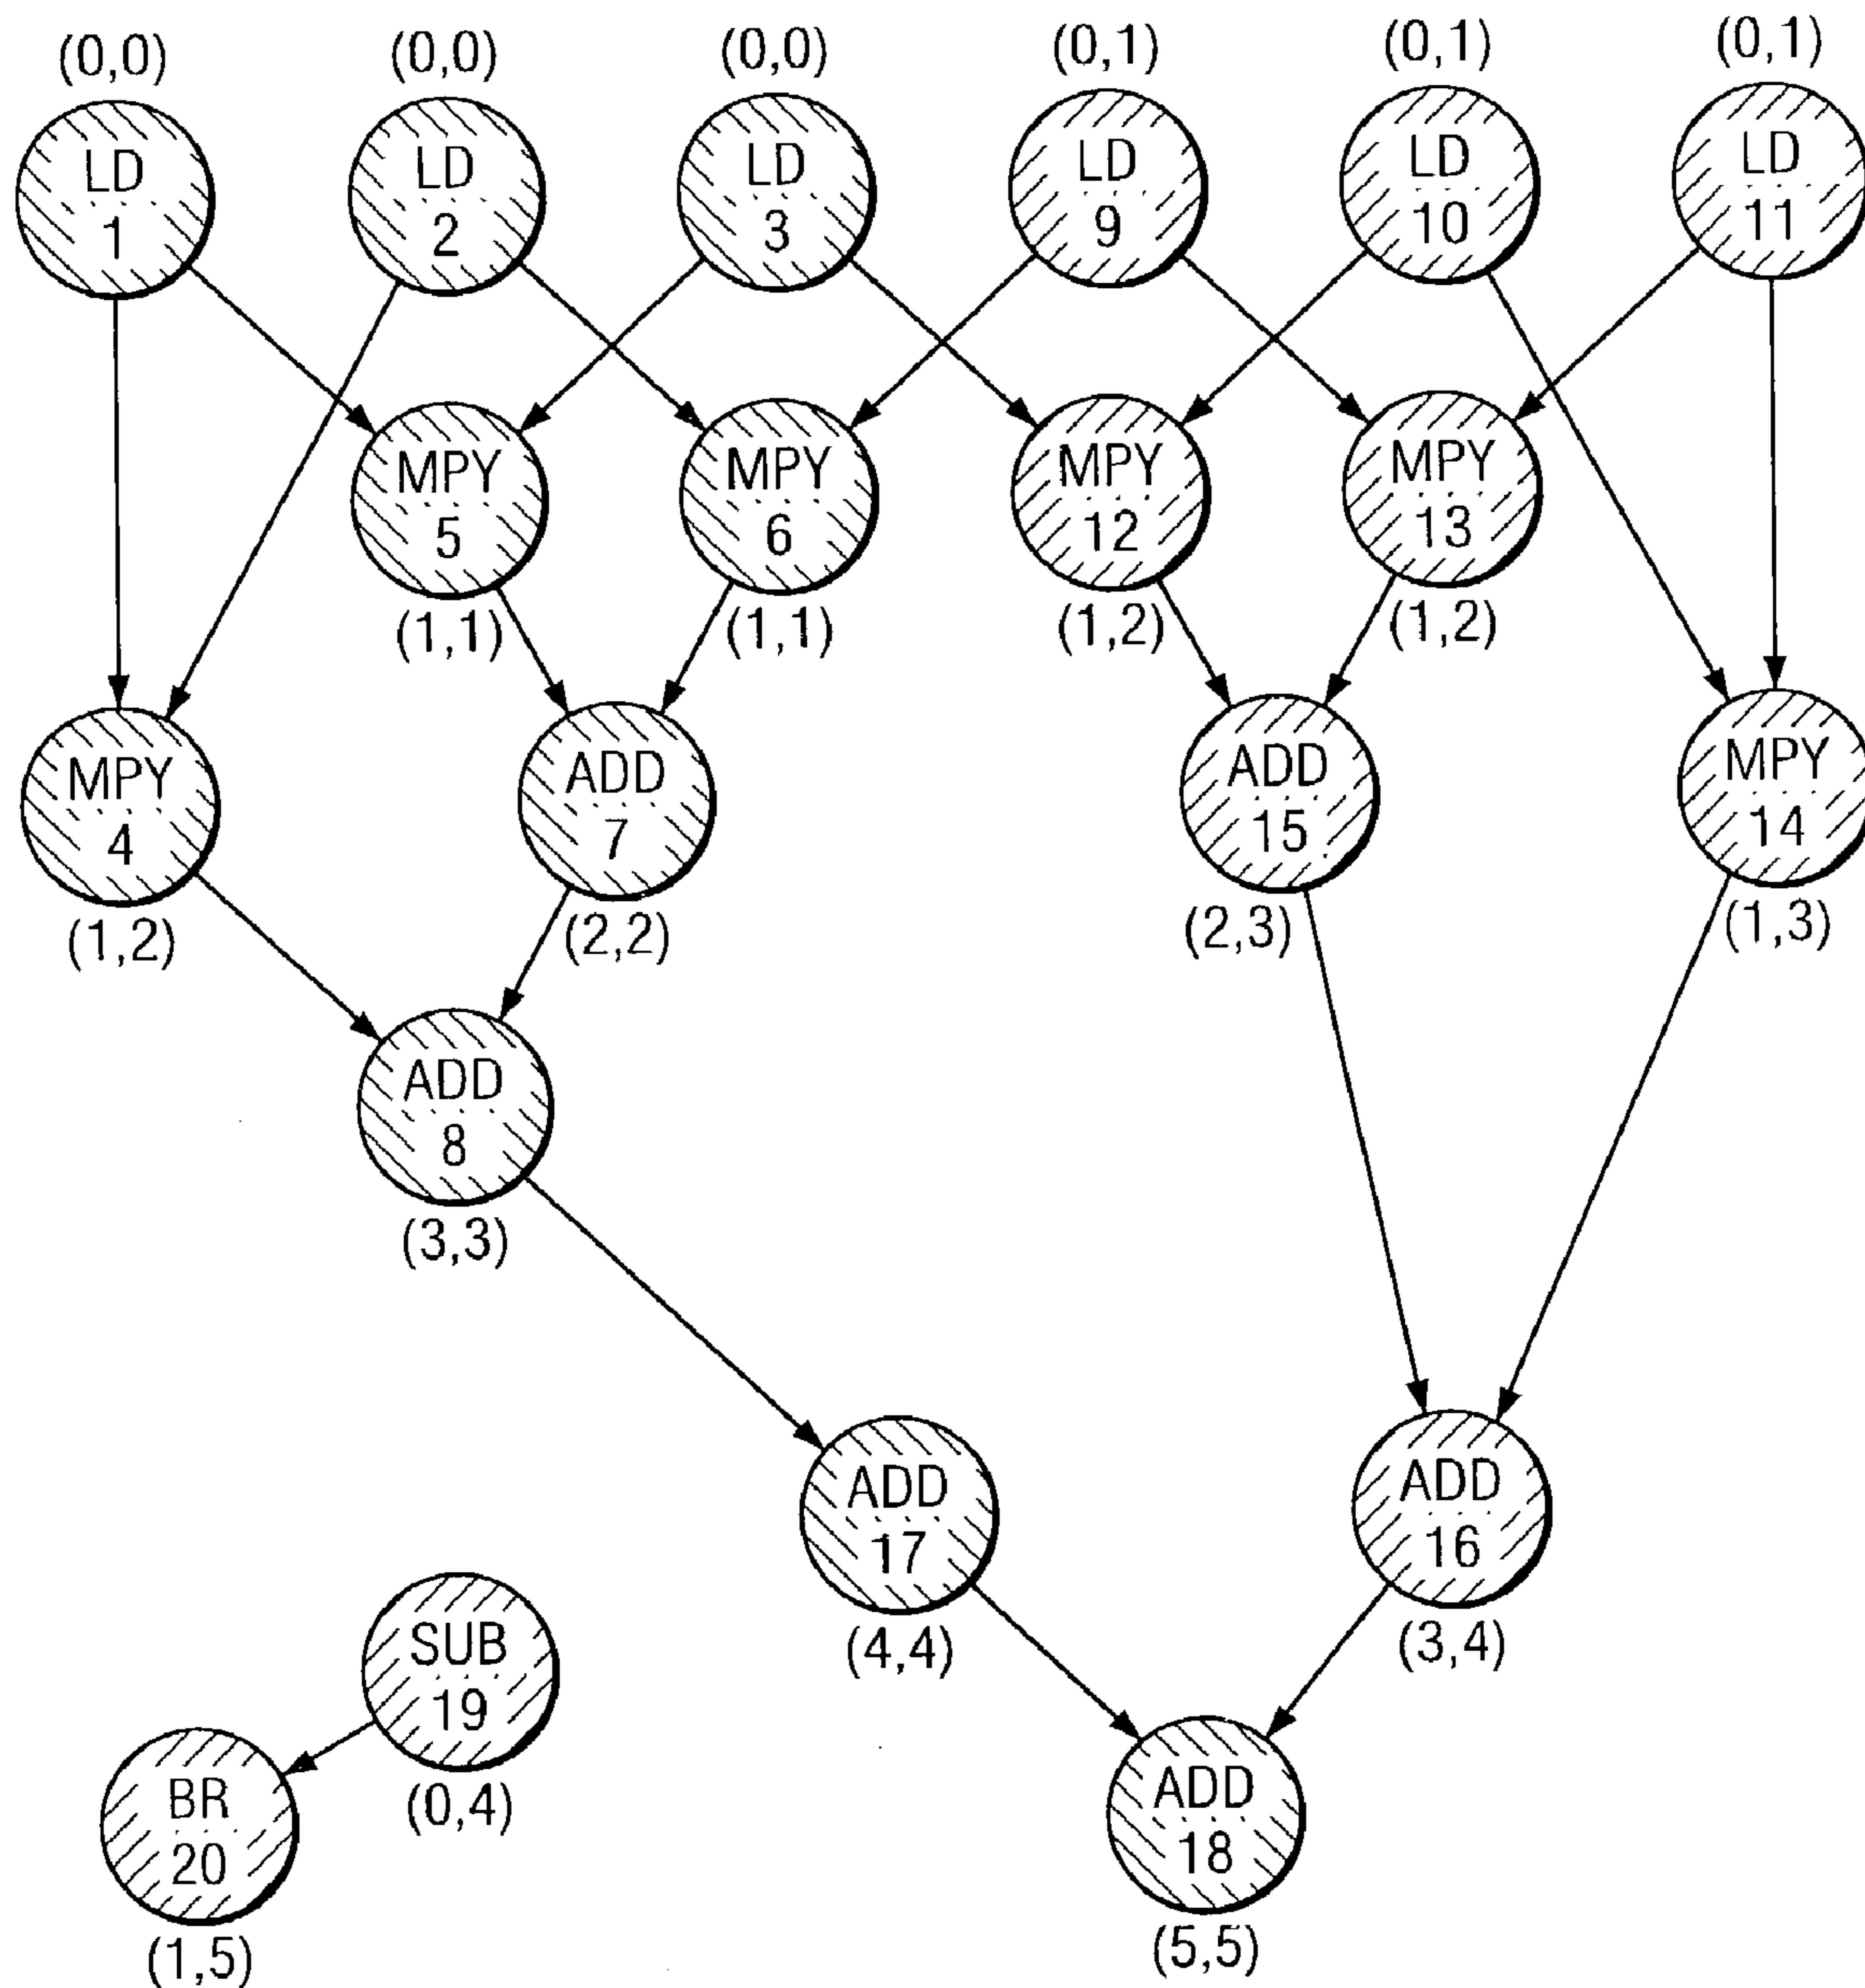 (0,0)
(0,0)
(0,0)
(0,1)
(0,1)
(0,1)
LD
1
LD
2
LD
3
LD
9
LD
10
LD
11
MPY
5
(1,1)
MPY
6
(1,1)
MPY
12
(1,2)
MPY
13
(1,2)
MPY
4
(1,2)
ADD
7
(2,2)
ADD
15
(2,3)
MPY
14
(1,3)
ADD
8
(3,3)
ADD
17
(4,4)
ADD
16
(3,4)
SUB
19
(0,4)
BR
20
(1,5)
ADD
18
(5,5)